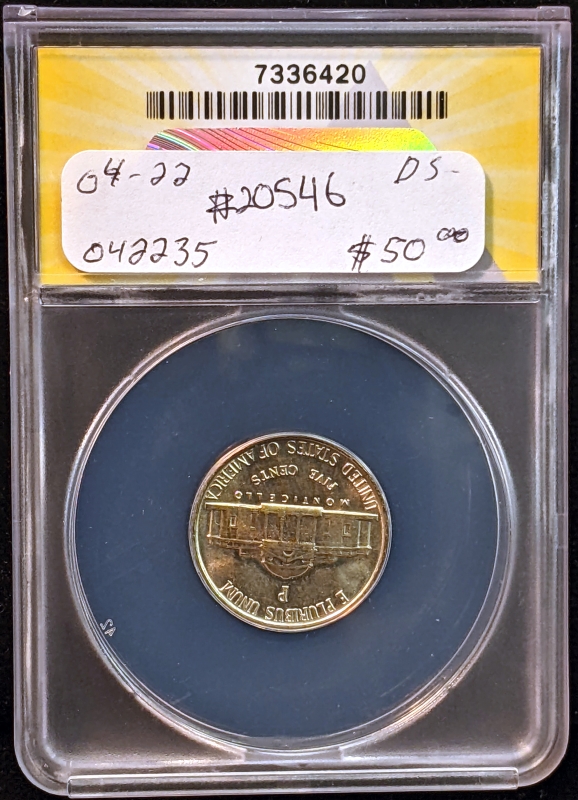 7336420
04-22 #20546 DS-
042235 $50.00
E PLURIBUS UNUM
P
MONTICELLO
FIVE CENTS
UNITED STATES OF AMERICA